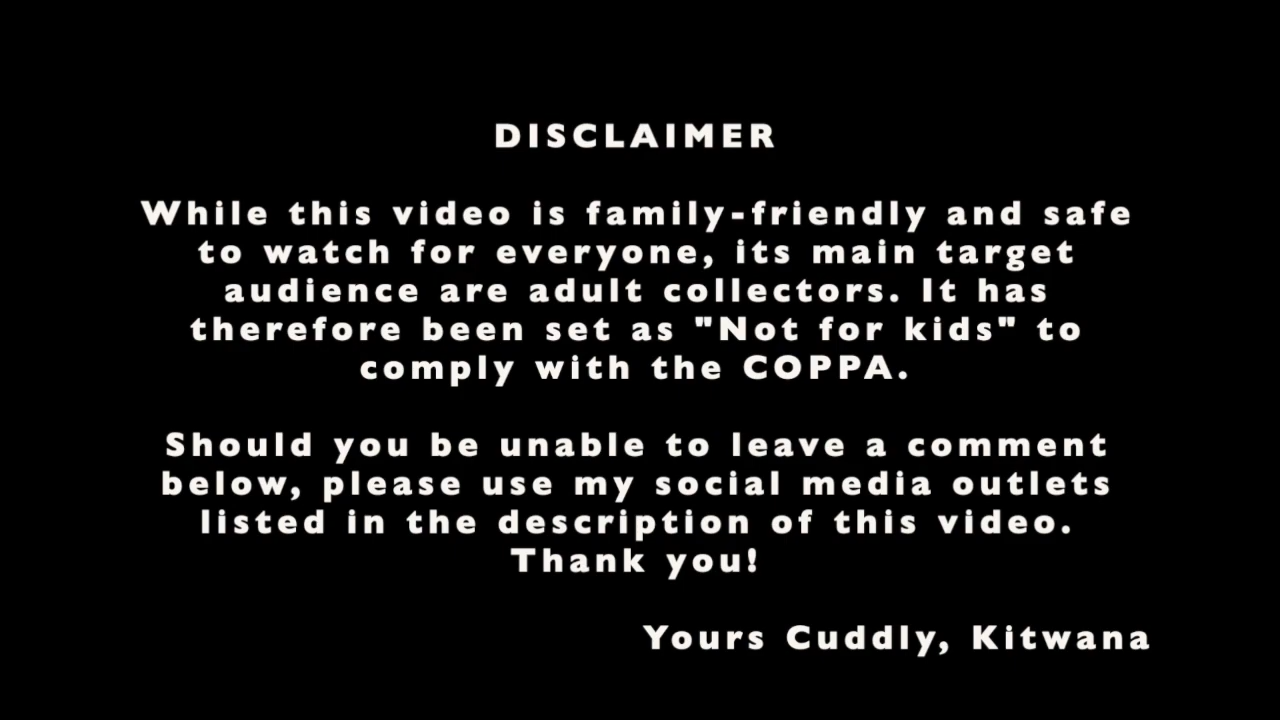 DISCLAIMER
While this video is family-friendly and safe
to watch for everyone, its main target
audience are adult collectors. It has
therefore been set as "Not for kids" to
comply with the COPPA.
Should you be unable to leave a comment
below, please use my social media outlets
listed in the description of this video.
Thank you!
Yours Cuddly, Kitwana